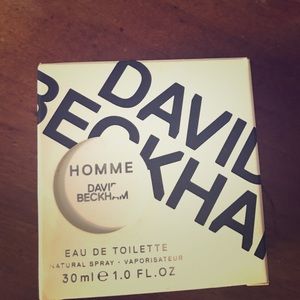 DAVID
BECKHAM
HOMME
DAVID
BECKHAM
EAU DE TOILETTE
NATURAL SPRAY - VAPORISATEUR
30ml e 1.0 FL.OZ